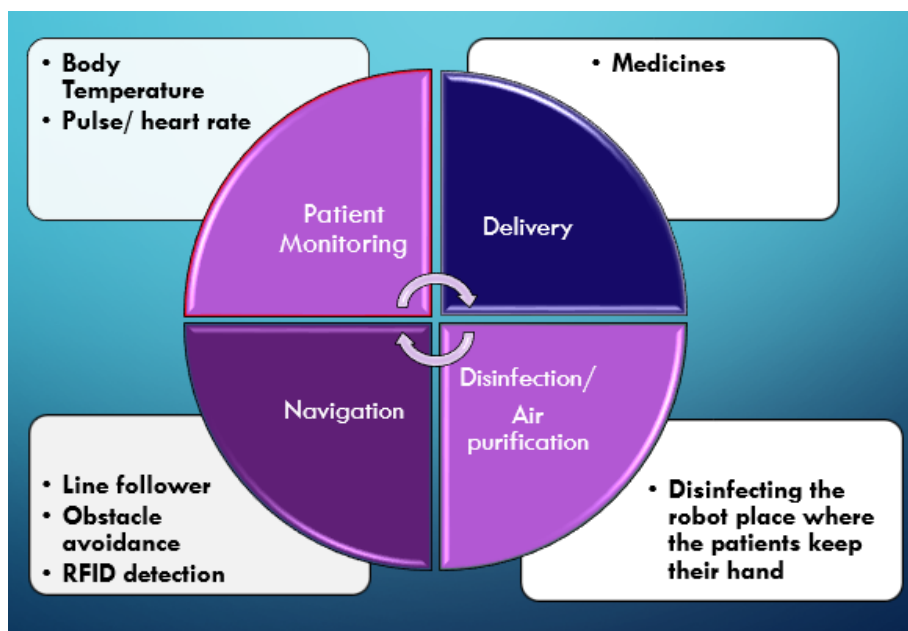 • Body
Temperature
• Pulse/ heart rate
• Medicines
Patient
Monitoring
Delivery
Navigation
Disinfection/
Air
purification
• Line follower
• Obstacle
avoidance
• RFID detection
• Disinfecting the
robot place where
the patients keep
their hand